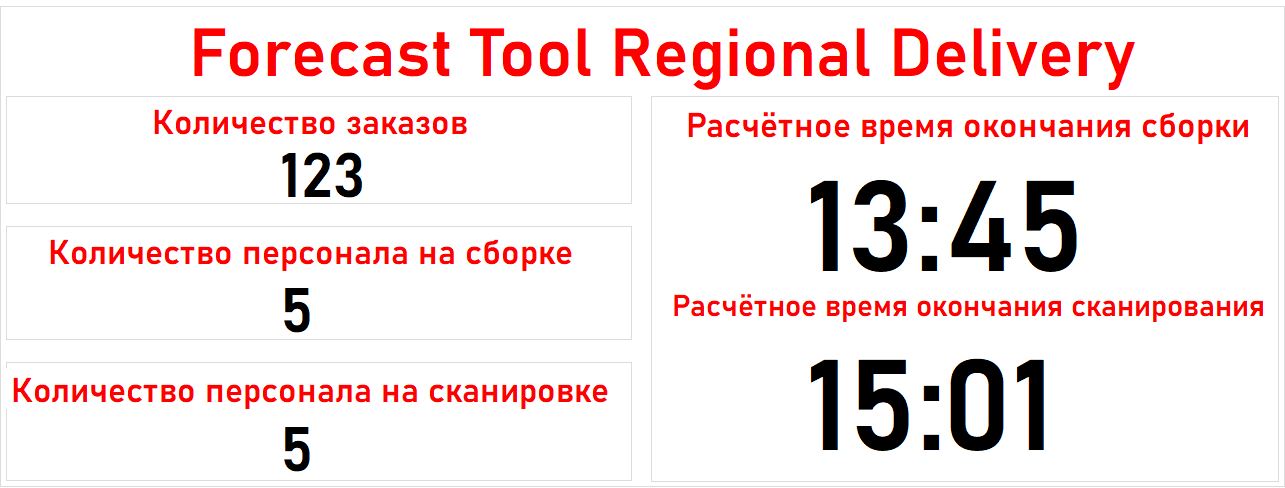 Forecast Tool Regional Delivery
Количество заказов
123
Количество персонала на сборке
5
Количество персонала на сканировке
5
Расчётное время окончания сборки
13:45
Расчётное время окончания сканирования
15:01